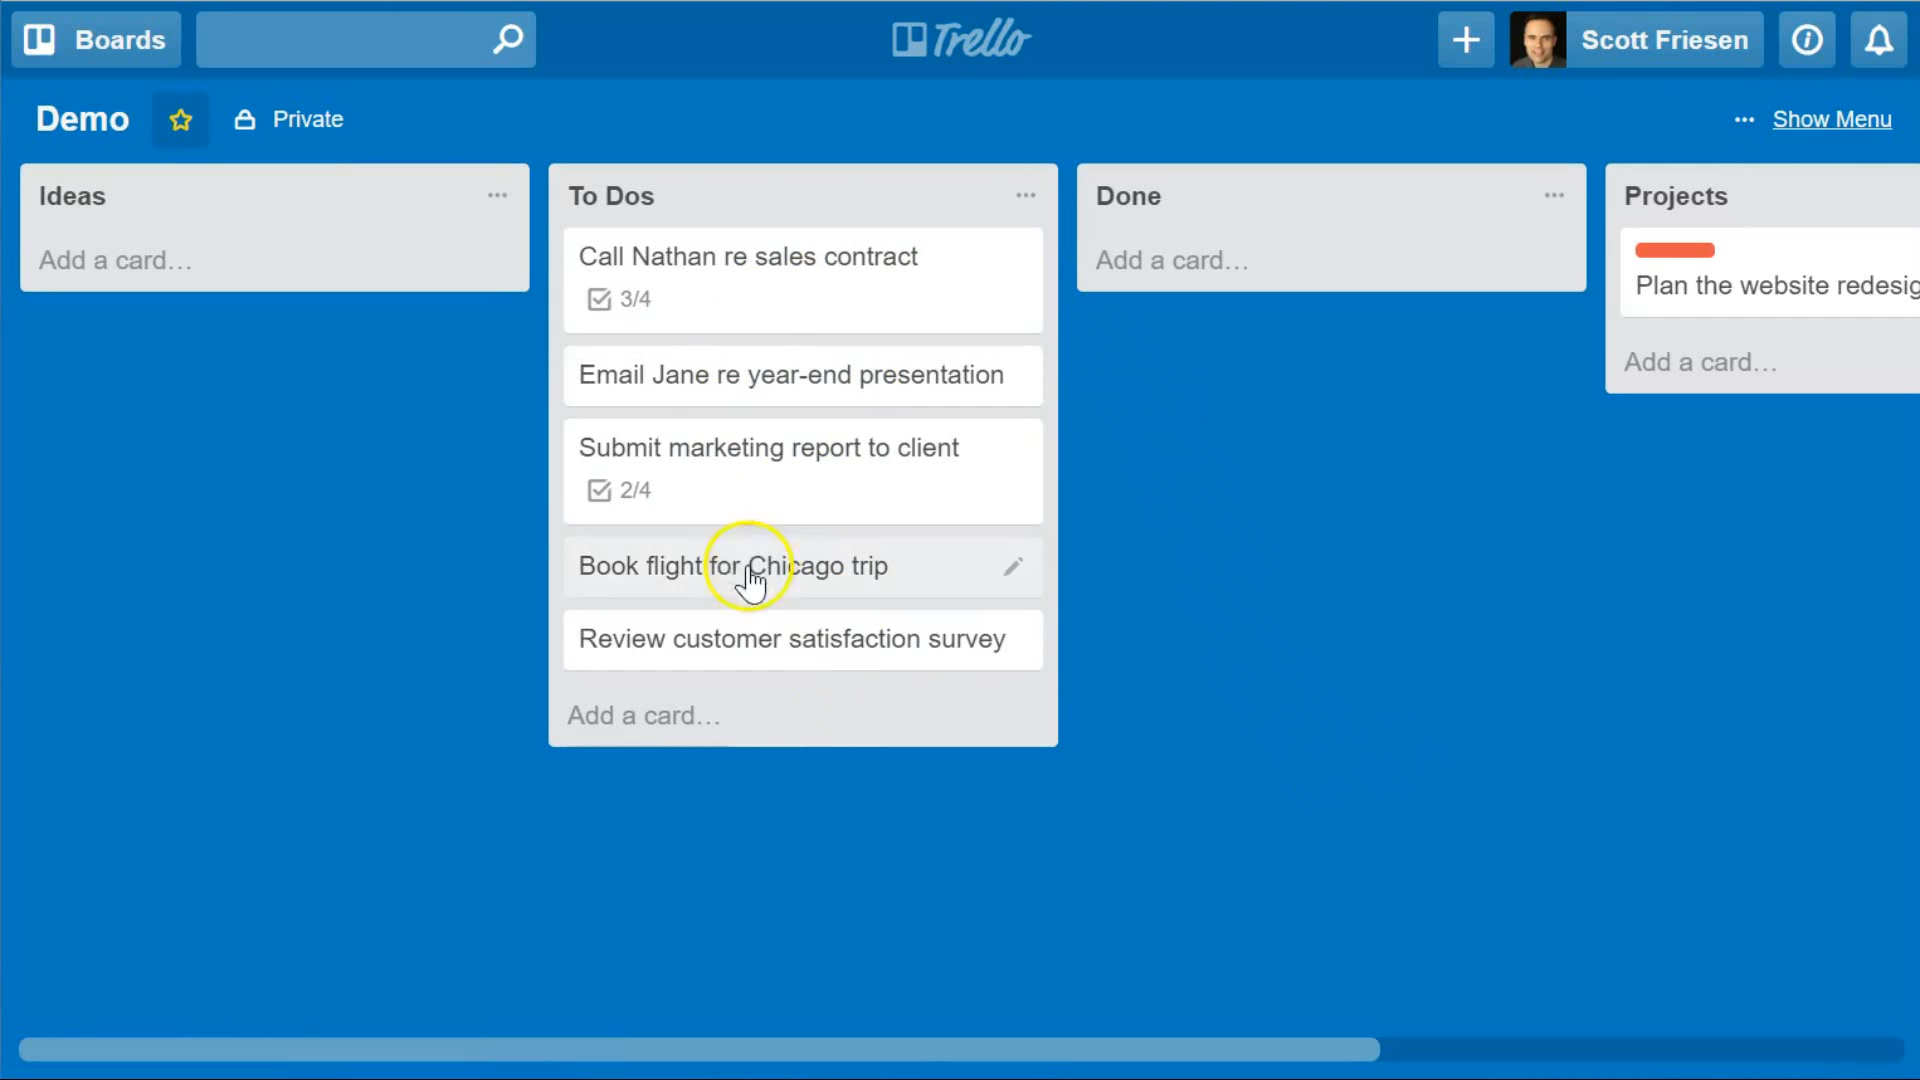 Boards
Trello
Scott Friesen
Demo
Private
Show Menu
Ideas
Add a card…
To Dos
Call Nathan re sales contract
3/4
Email Jane re year-end presentation
Submit marketing report to client
2/4
Book flight for Chicago trip
Review customer satisfaction survey
Add a card…
Done
Add a card…
Projects
Plan the website redesig
Add a card…